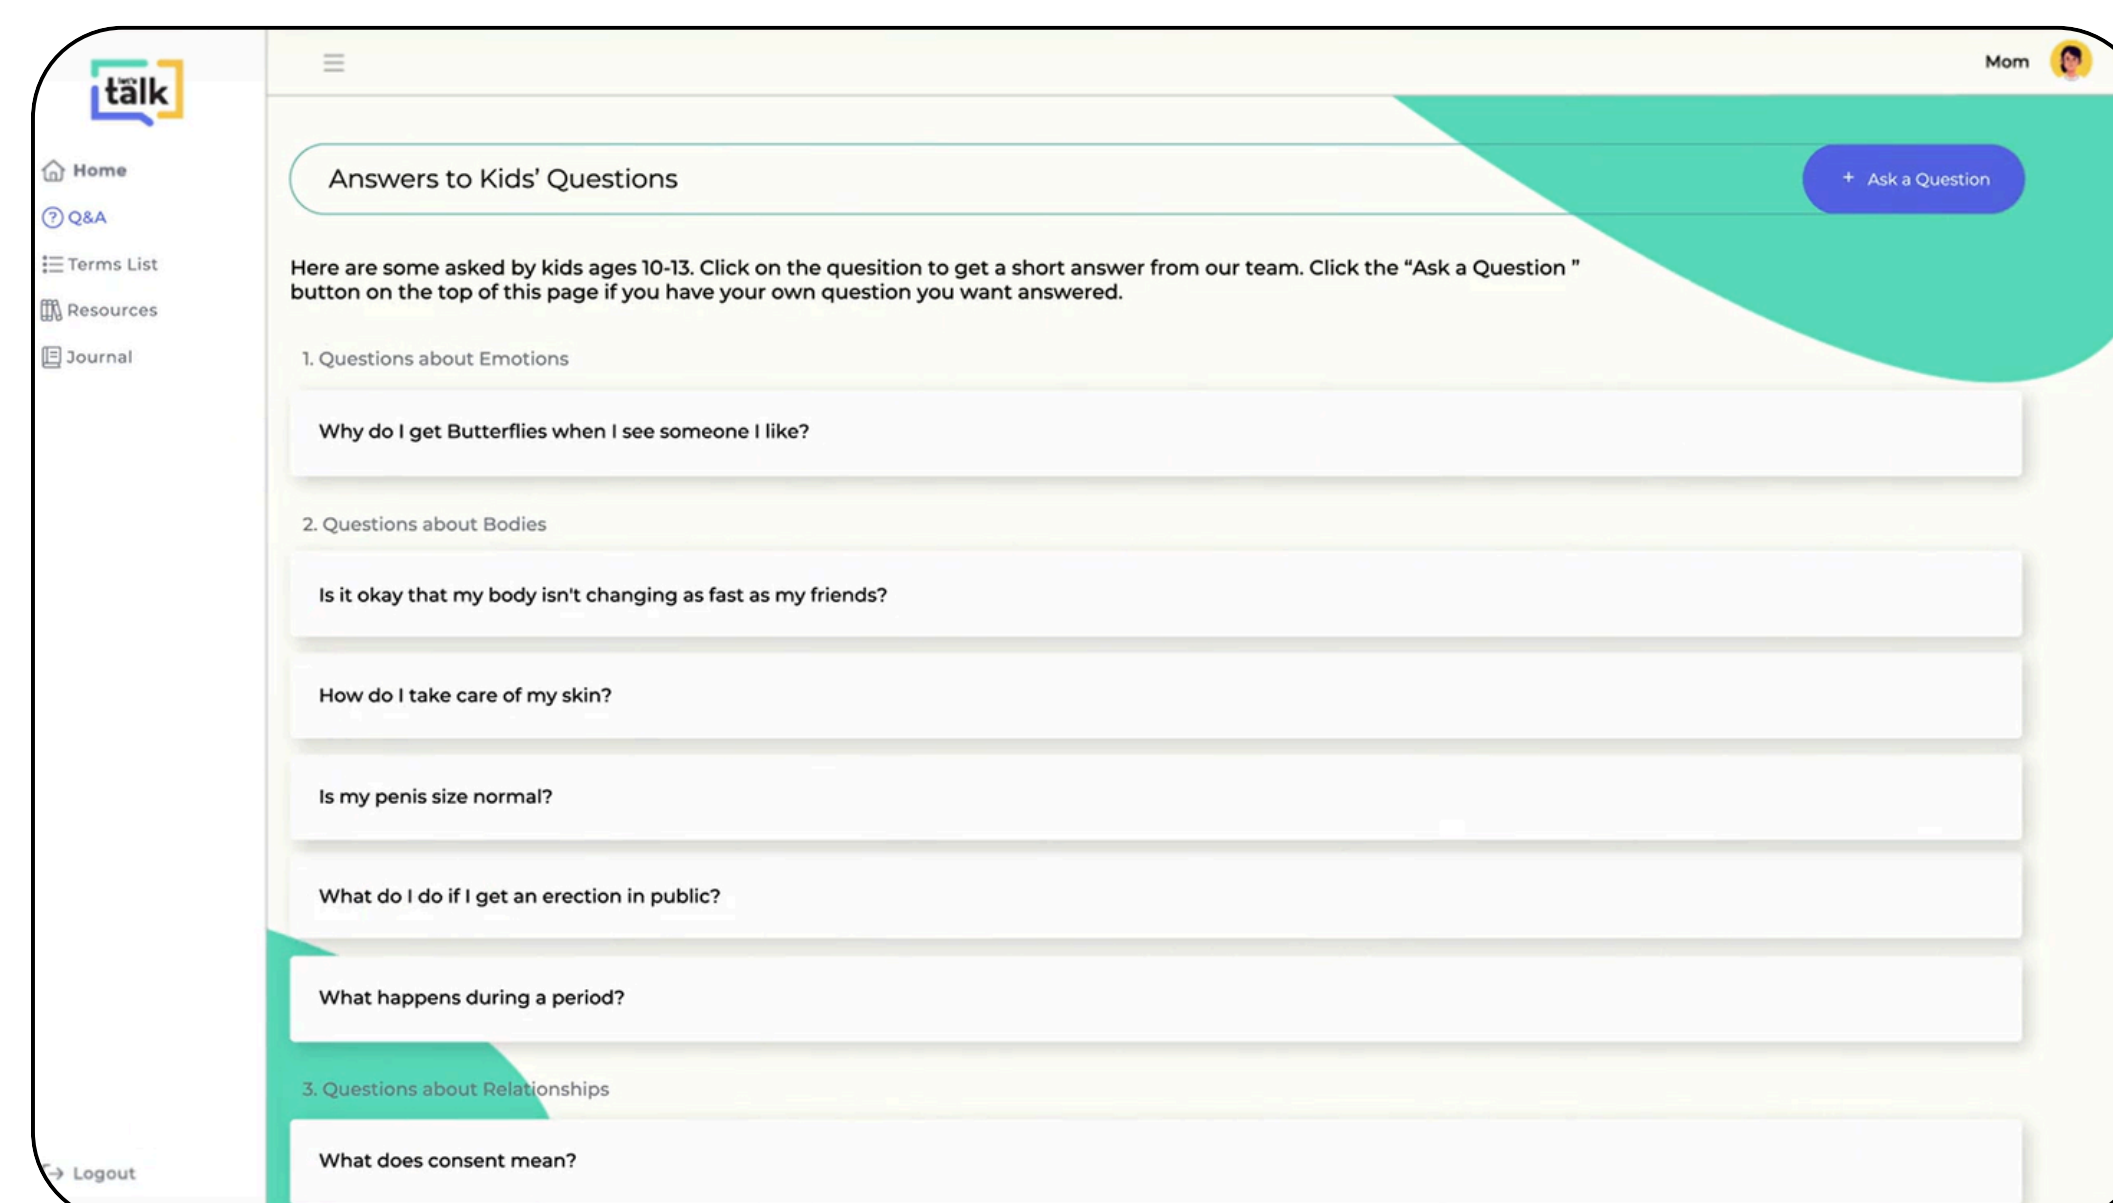 let's
talk
Mom
Home
Q&A
Terms List
Resources
Journal
Logout
Answers to Kids’ Questions
+ Ask a Question
Here are some asked by kids ages 10-13. Click on the quesition to get a short answer from our team. Click the “Ask a Question ”
button on the top of this page if you have your own question you want answered.
1. Questions about Emotions
Why do I get Butterflies when I see someone I like?
2. Questions about Bodies
Is it okay that my body isn't changing as fast as my friends?
How do I take care of my skin?
Is my penis size normal?
What do I do if I get an erection in public?
What happens during a period?
3. Questions about Relationships
What does consent mean?